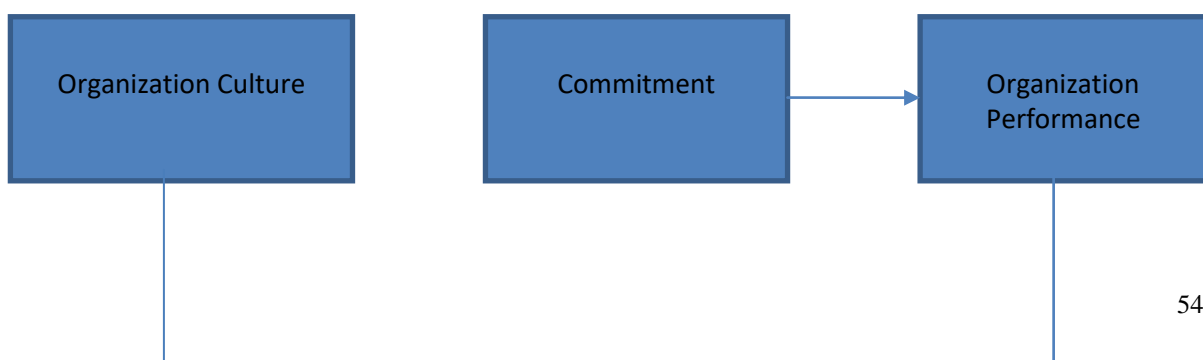 Organization Culture
Commitment
Organization
Performance
54